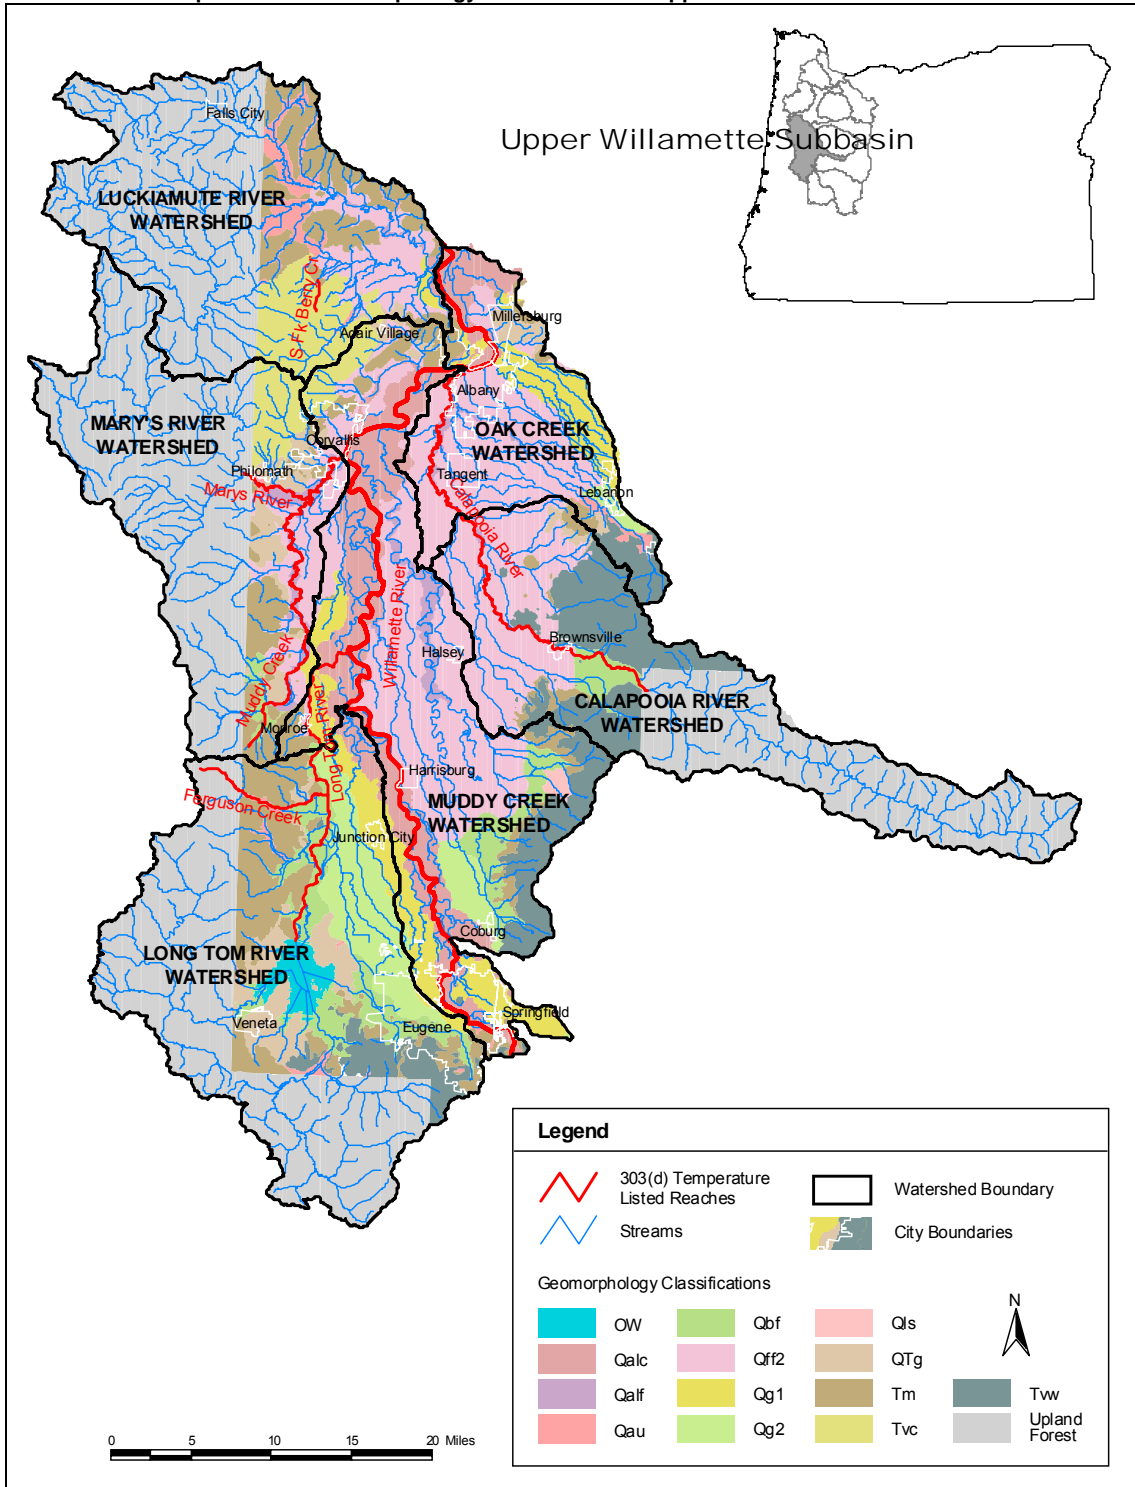 Upper Willamette Subbasin
Falls City
LUCKIAMUTE RIVER
WATERSHED
S Fk Berry Cr
Adair Village
Millersburg
Albany
MARY'S RIVER
WATERSHED
OAK CREEK
WATERSHED
Corvallis
Philomath
Marys River
Tangent
Lebanon
Calapooia River
Willamette River
Brownsville
Halsey
Muddy Creek
CALAPOOIA RIVER
WATERSHED
Monroe
Long Tom River
Harrisburg
Ferguson Creek
MUDDY CREEK
WATERSHED
Junction City
Coburg
LONG TOM RIVER
WATERSHED
Veneta
Eugene
Springfield
Legend
303(d) Temperature
Listed Reaches
Watershed Boundary
Streams
City Boundaries
Geomorphology Classifications
OW
Qalc
Qalf
Qau
Qbf
Qff2
Qg1
Qg2
Qls
QTg
Tm
Tvc
Tvw
Upland
Forest
N
0 5 10 15 20 Miles